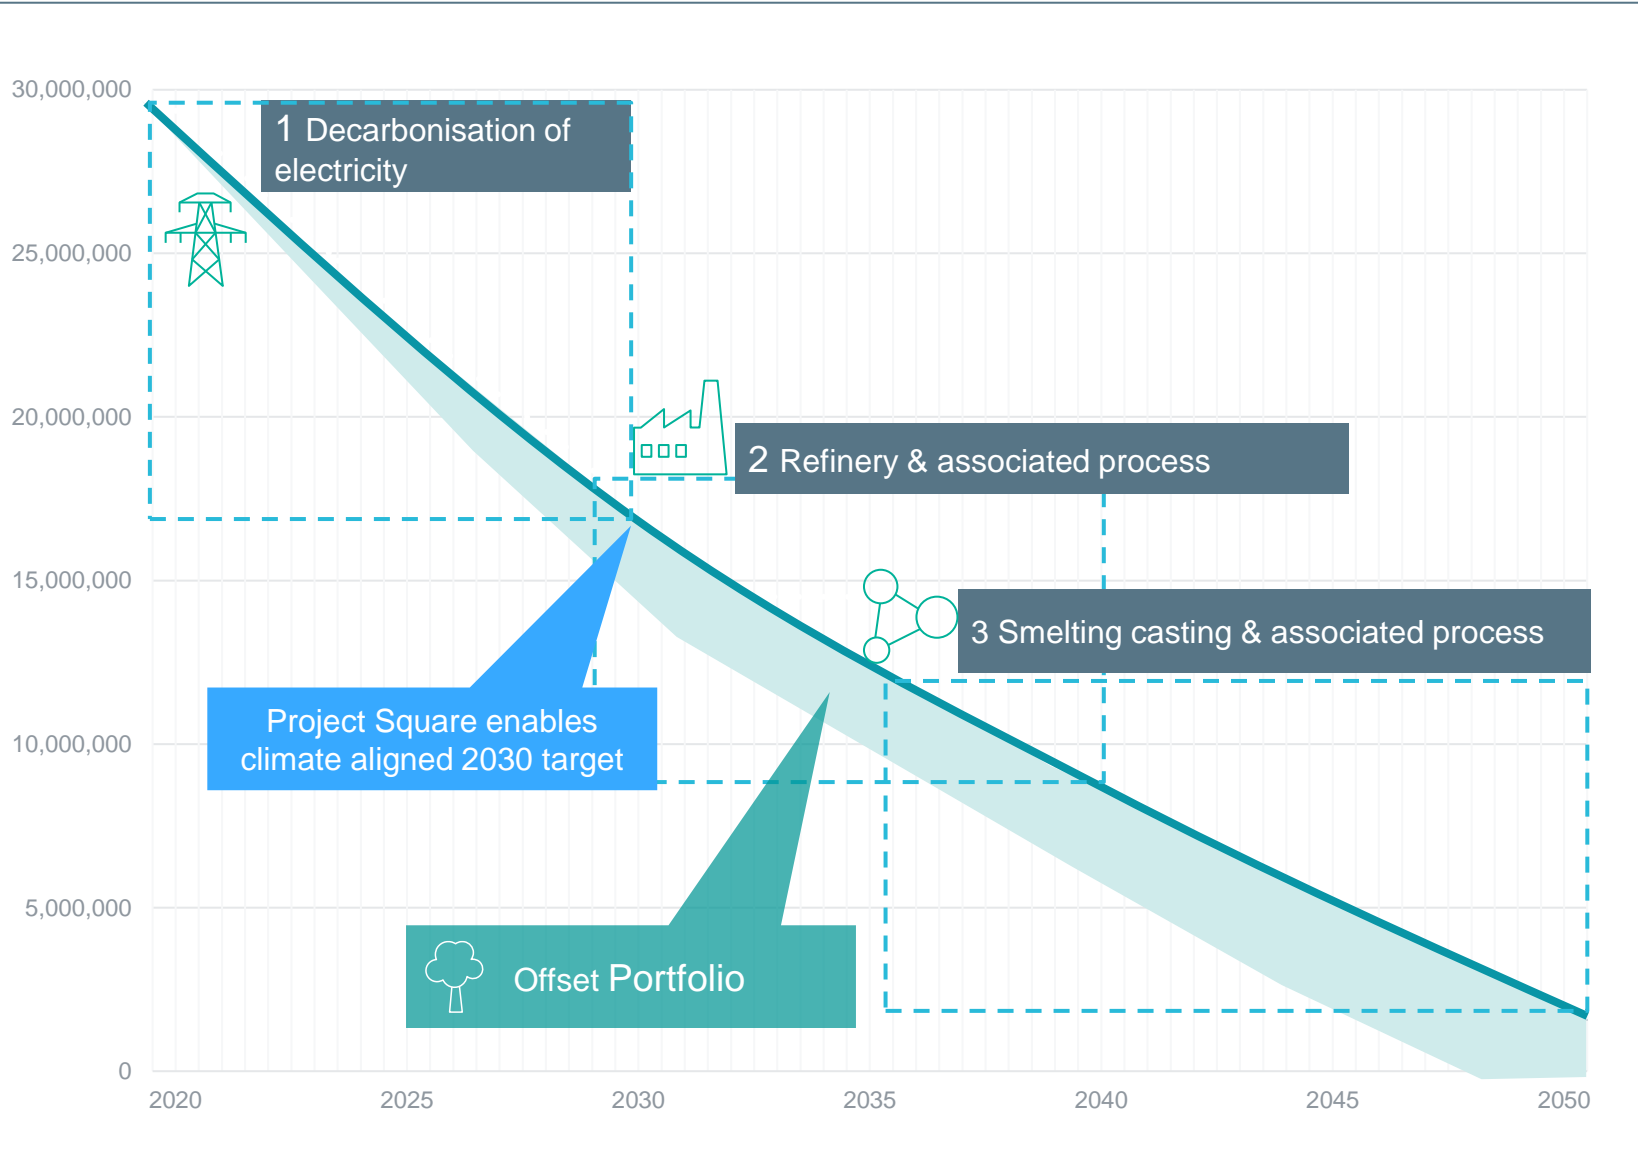 30,000,000
1 Decarbonisation of
electricity
25,000,000
20,000,000
2 Refinery & associated process
15,000,000
3 Smelting casting & associated process
Project Square enables
climate aligned 2030 target
10,000,000
5,000,000
Offset Portfolio
0
2020 2025 2030 2035 2040 2045 2050